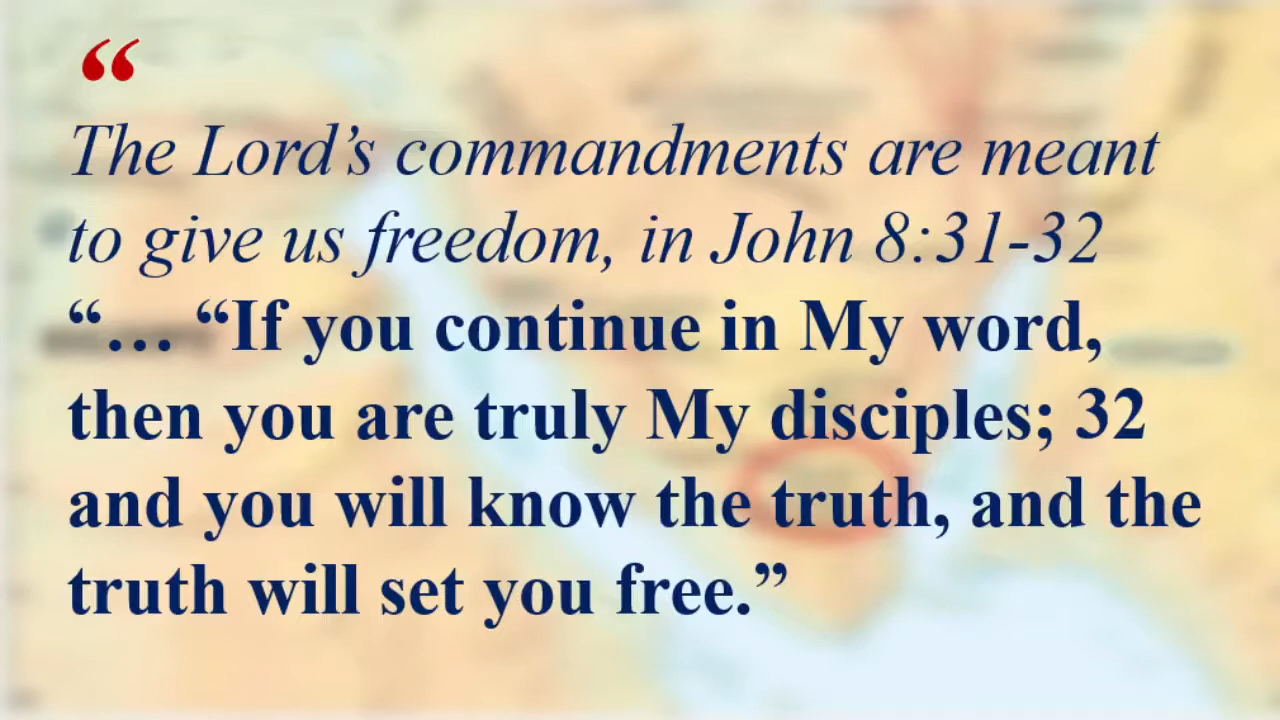 “
The Lord’s commandments are meant
to give us freedom, in John 8:31-32
“… “If you continue in My word,
then you are truly My disciples; 32
and you will know the truth, and the
truth will set you free.”